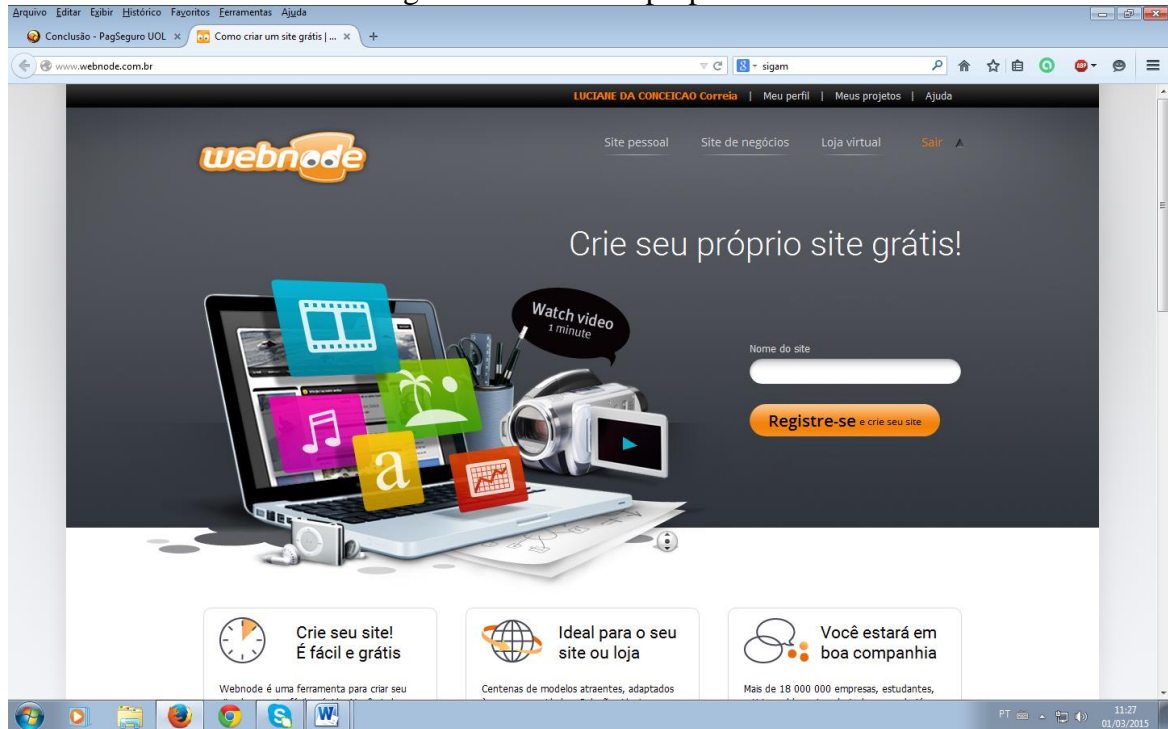 Arquivo Editar Exibir Histórico Favoritos Ferramentas Ajuda
Conclusão - PagSeguro UOL × Como criar um site grátis | ... × +
www.webnode.com.br sigam
LUCIANE DA CONCEICAO Correia | Meu perfil | Meus projetos | Ajuda
webnode
Site pessoal Site de negócios Loja virtual Sair
Crie seu próprio site grátis!
Watch video
1 minute
Nome do site
Registre-se e crie seu site
a
Crie seu site!
É fácil e grátis
Webnode é uma ferramenta para criar seu
Ideal para o seu
site ou loja
Centenas de modelos atraentes, adaptados
Você estará em
boa companhia
Mais de 18 000 000 empresas, estudantes,
PT
11:27
01/03/2015